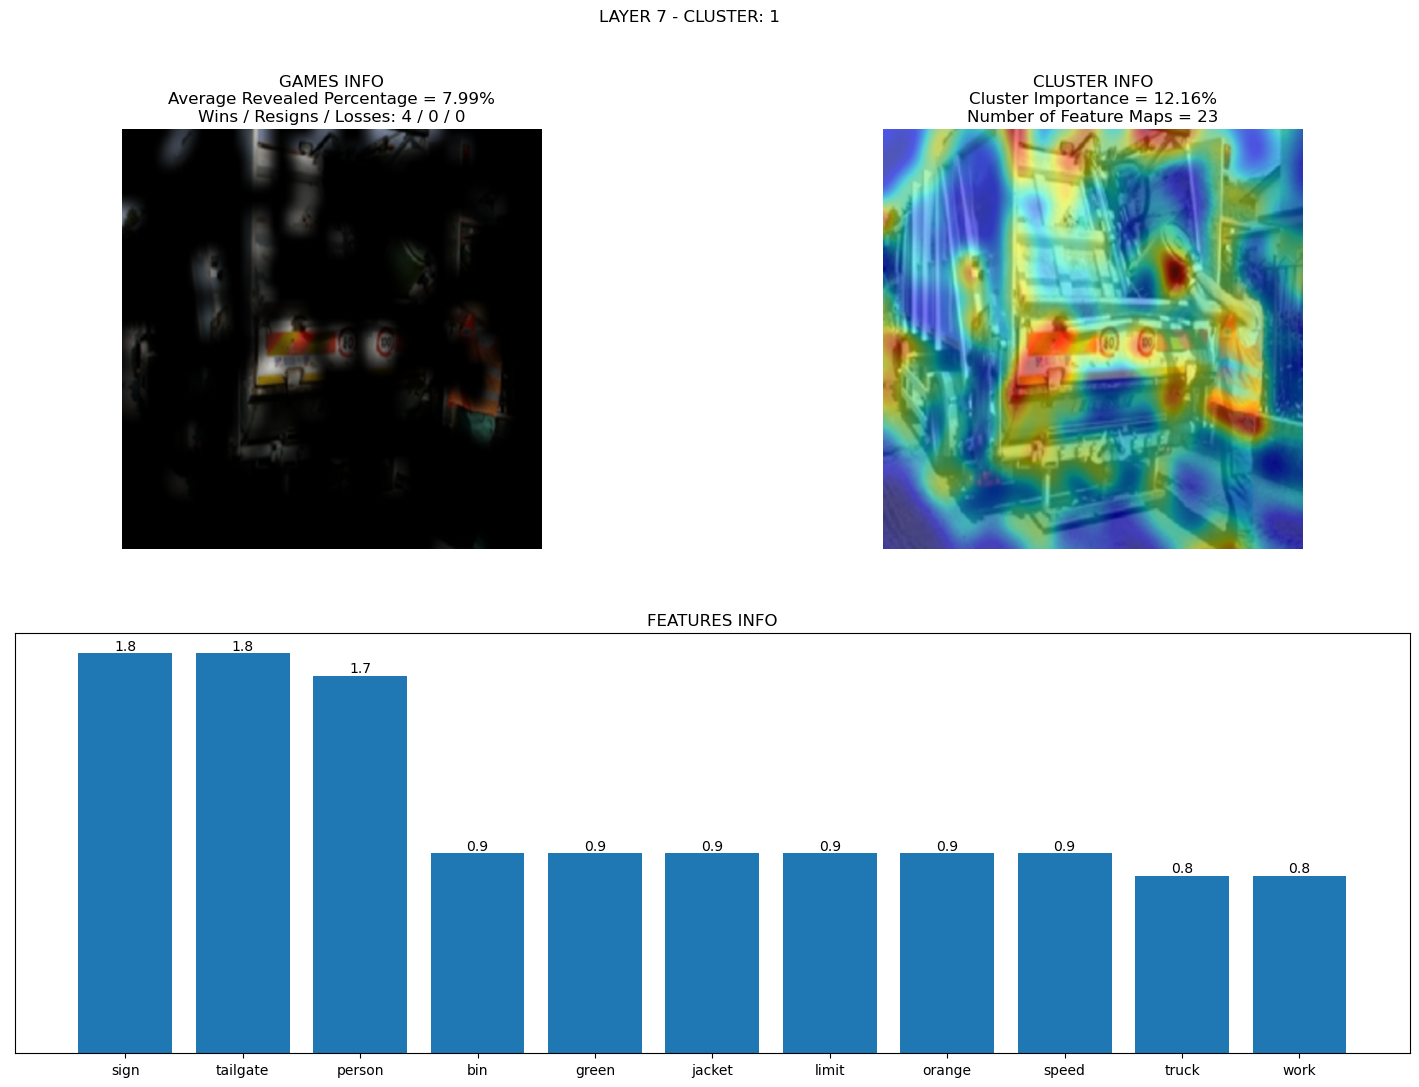 LAYER 7 - CLUSTER: 1
GAMES INFO
Average Revealed Percentage = 7.99%
Wins / Resigns / Losses: 4 / 0 / 0
CLUSTER INFO
Cluster Importance = 12.16%
Number of Feature Maps = 23
FEATURES INFO
1.8 1.8 1.7 0.9 0.9 0.9 0.9 0.9 0.9 0.8 0.8
sign tailgate person bin green jacket limit orange speed truck work